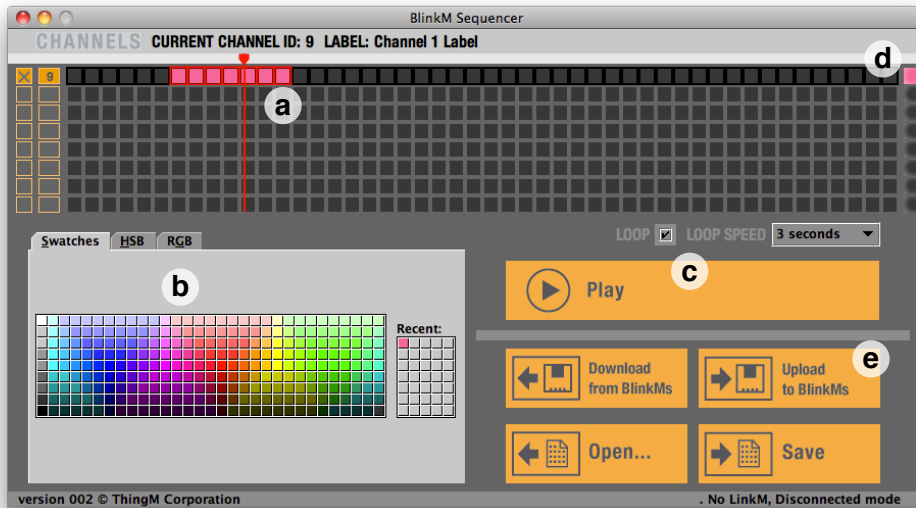 BlinkM Sequencer
CHANNELS CURRENT CHANNEL ID: 9 LABEL: Channel 1 Label
d
9
a
Swatches HSB RGB
LOOP LOOP SPEED 3 seconds
b
c
Play
Recent:
e
Download
from BlinkMs
Upload
to BlinkMs
Open...
Save
version 002 © ThingM Corporation
. No LinkM, Disconnected mode